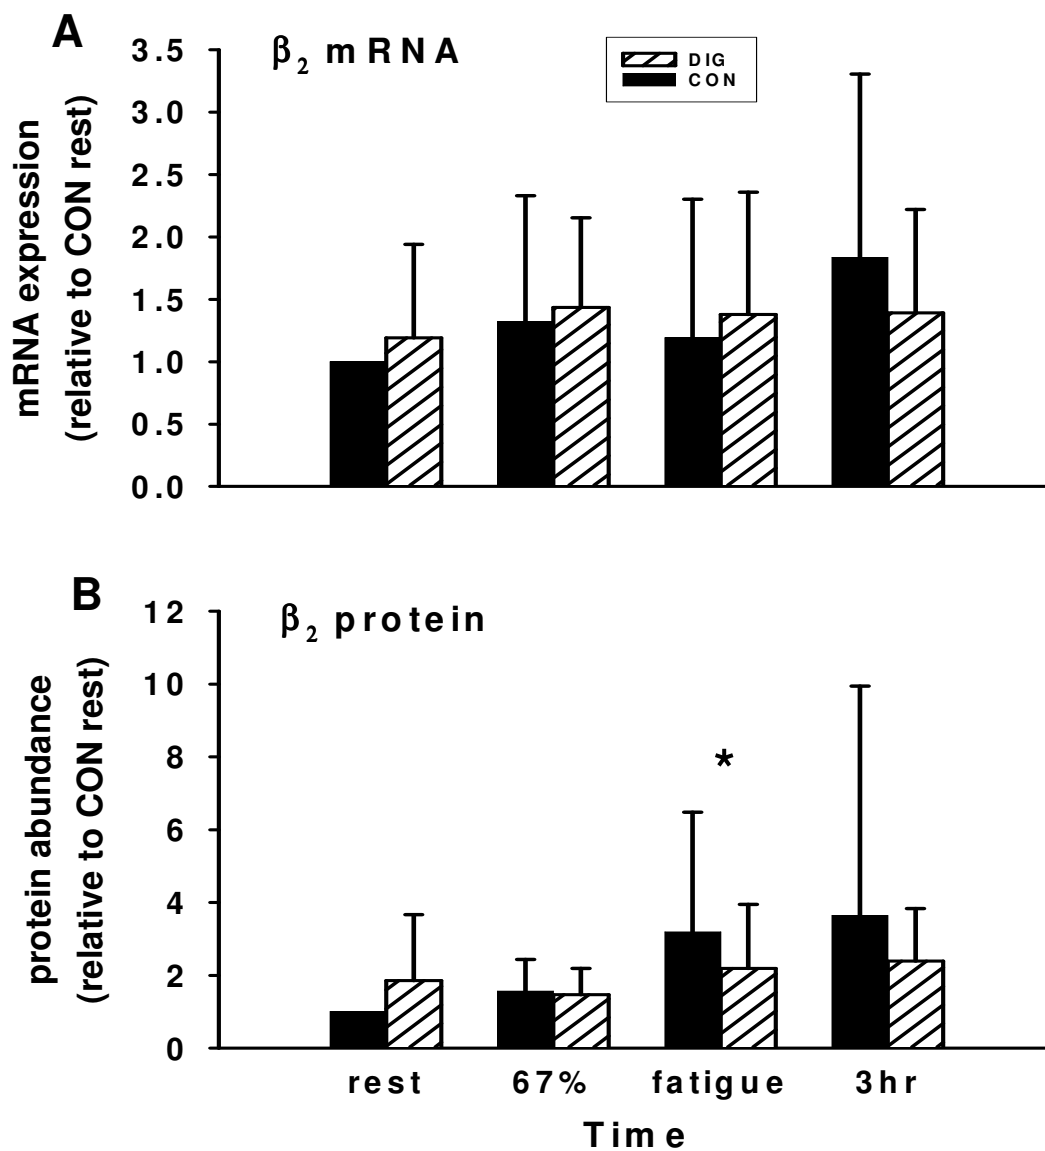 A
β2 mRNA
DIG
CON
mRNA expression
(relative to CON rest)
3.5
3.0
2.5
2.0
1.5
1.0
0.5
0.0
B
β2 protein
protein abundance
(relative to CON rest)
12
10
8
*
6
4
2
0
rest 67% fatigue 3hr
Time